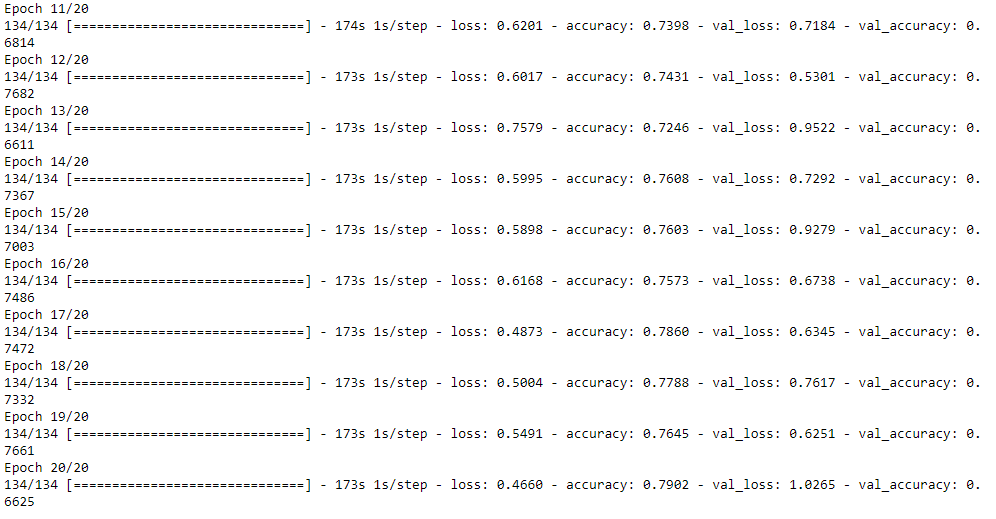 Epoch 11/20
134/134 [==============================] - 174s 1s/step - loss: 0.6201 - accuracy: 0.7398 - val_loss: 0.7184 - val_accuracy: 0.
6814
Epoch 12/20
134/134 [==============================] - 173s 1s/step - loss: 0.6017 - accuracy: 0.7431 - val_loss: 0.5301 - val_accuracy: 0.
7682
Epoch 13/20
134/134 [==============================] - 173s 1s/step - loss: 0.7579 - accuracy: 0.7246 - val_loss: 0.9522 - val_accuracy: 0.
6611
Epoch 14/20
134/134 [==============================] - 173s 1s/step - loss: 0.5995 - accuracy: 0.7608 - val_loss: 0.7292 - val_accuracy: 0.
7367
Epoch 15/20
134/134 [==============================] - 173s 1s/step - loss: 0.5898 - accuracy: 0.7603 - val_loss: 0.9279 - val_accuracy: 0.
7003
Epoch 16/20
134/134 [==============================] - 173s 1s/step - loss: 0.6168 - accuracy: 0.7573 - val_loss: 0.6738 - val_accuracy: 0.
7486
Epoch 17/20
134/134 [==============================] - 173s 1s/step - loss: 0.4873 - accuracy: 0.7860 - val_loss: 0.6345 - val_accuracy: 0.
7472
Epoch 18/20
134/134 [==============================] - 173s 1s/step - loss: 0.5004 - accuracy: 0.7788 - val_loss: 0.7617 - val_accuracy: 0.
7332
Epoch 19/20
134/134 [==============================] - 173s 1s/step - loss: 0.5491 - accuracy: 0.7645 - val_loss: 0.6251 - val_accuracy: 0.
7661
Epoch 20/20
134/134 [==============================] - 173s 1s/step - loss: 0.4660 - accuracy: 0.7902 - val_loss: 1.0265 - val_accuracy: 0.
6625